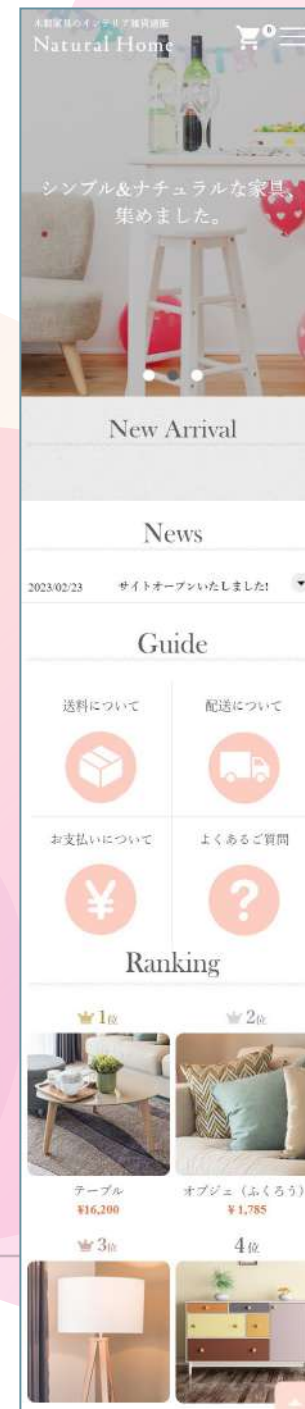 木製家具のインテリア雑貨通販
Natural Home
0
シンプル&ナチュラルな家具、
集めました。
New Arrival
News
2023/02/23 サイトオープンいたしました!
Guide
送料について 配送について
お支払いについて よくあるご質問
¥ ?
Ranking
1位 2位
テーブル オブジェ（ふくろう）
¥16,200 ¥ 1,785
3位 4位